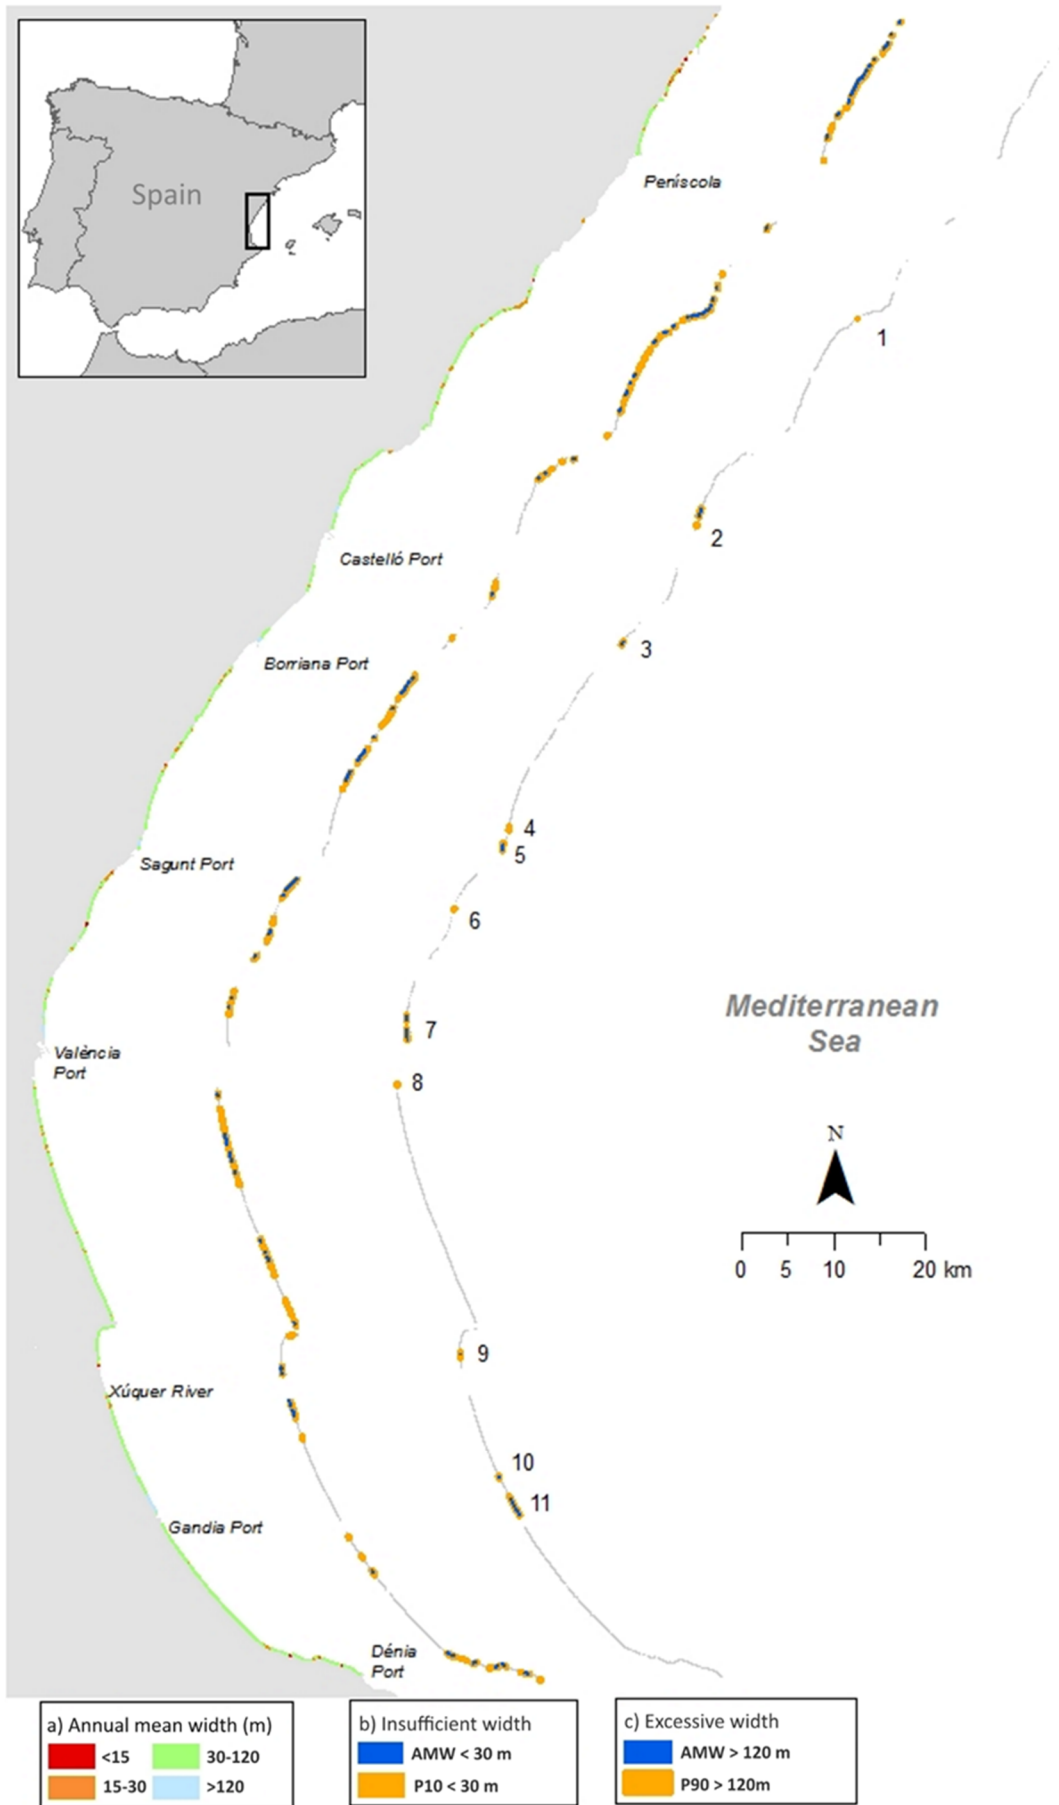 Spain
Peníscola
1
2
Castelló Port
3
Borriana Port
4
5
Sagunt Port
6
Mediterranean
Sea
7
València
Port
8
N
0 5 10 20 km
9
Xúquer River
10
11
Gandia Port
Dénia
Port
a) Annual mean width (m)
<15 30-120
15-30 >120
b) Insufficient width
AMW < 30 m
P10 < 30 m
c) Excessive width
AMW > 120 m
P90 > 120m